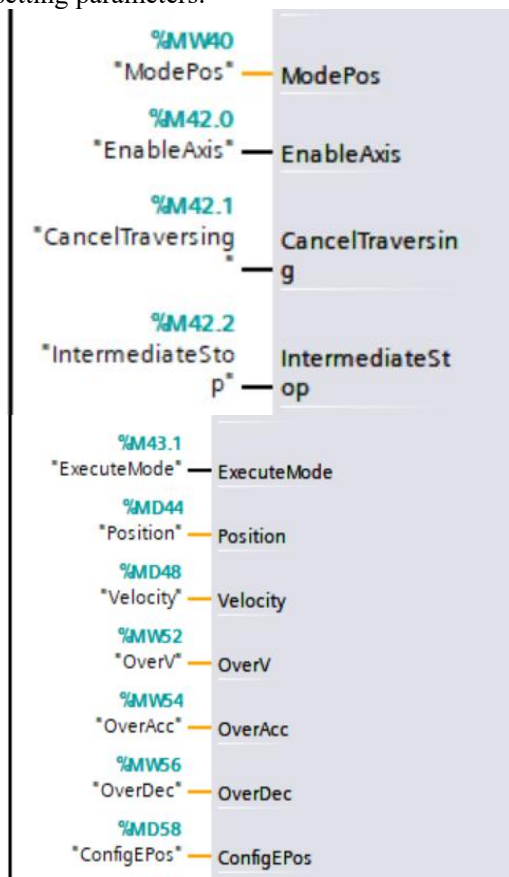 setting parameters.
%MW40
"ModePos" ModePos
%M42.0
"EnableAxis" EnableAxis
%M42.1
"CancelTraversing
" CancelTraversin
g
%M42.2
"IntermediateSto
p" IntermediateSt
op
%M43.1
"ExecuteMode" ExecuteMode
%MD44
"Position" Position
%MD48
"Velocity" Velocity
%MW52
"OverV" OverV
%MW54
"OverAcc" OverAcc
%MW56
"OverDec" OverDec
%MD58
"ConfigEPos" ConfigEPos